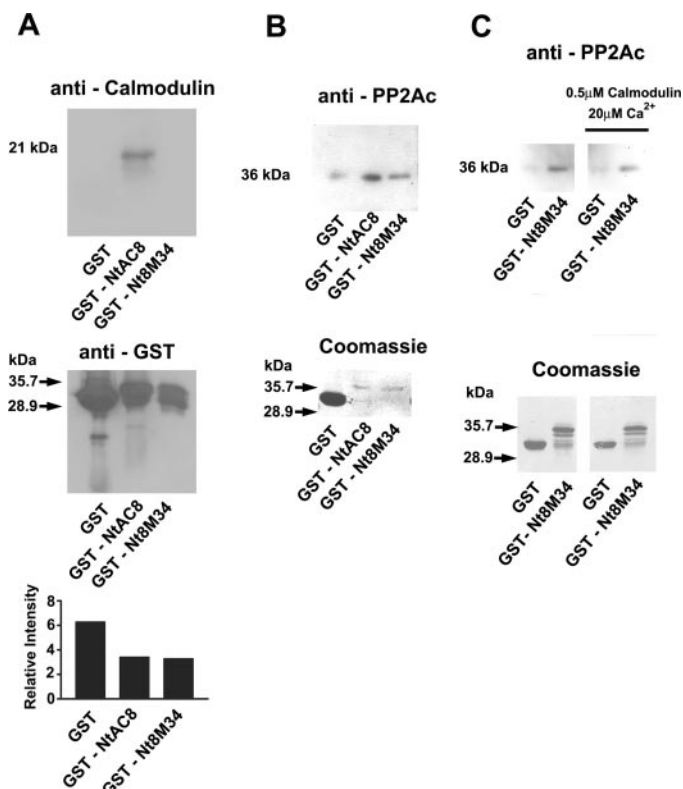 A
anti - Calmodulin
21 kDa
GST
GST - NtAC8
GST - Nt8M34
anti - GST
kDa
35.7
28.9
GST
GST - NtAC8
GST - Nt8M34
Relative Intensity
8
6
4
2
0
GST
GST - NtAC8
GST - Nt8M34
B
anti - PP2Ac
36 kDa
GST
GST - NtAC8
GST - Nt8M34
Coomassie
35.7
28.9
GST
GST - NtAC8
GST - Nt8M34
C
anti - PP2Ac
0.5µM Calmodulin
20µM Ca²⁺
36 kDa
GST
GST- Nt8M34
GST
GST - Nt8M34
Coomassie
kDa
35.7
28.9
GST
GST- Nt8M34
GST
GST - Nt8M34